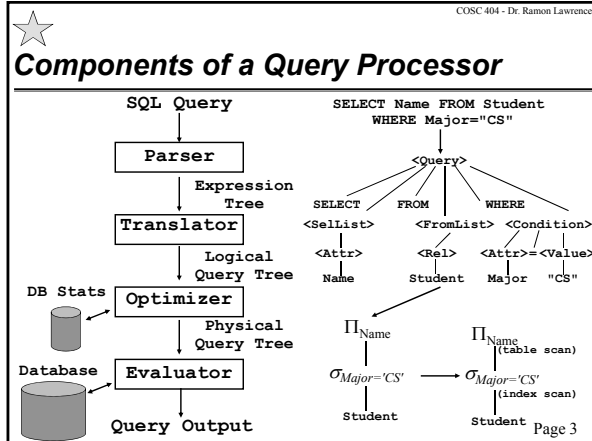 COSC 404 - Dr. Ramon Lawrence
Components of a Query Processor
SQL Query
Parser
Expression
Tree
Translator
Logical
Query Tree
DB Stats
Optimizer
Physical
Query Tree
Database
Evaluator
Query Output
SELECT Name FROM Student
WHERE Major="CS"
<Query>
SELECT FROM WHERE
<SelList> <FromList> <Condition>
<Attr> <Rel> <Attr>=<Value>
Name Student Major "CS"
ΠName
σMajor='CS'
Student
ΠName
(table scan)
σMajor='CS'
(index scan)
Student
Page 3